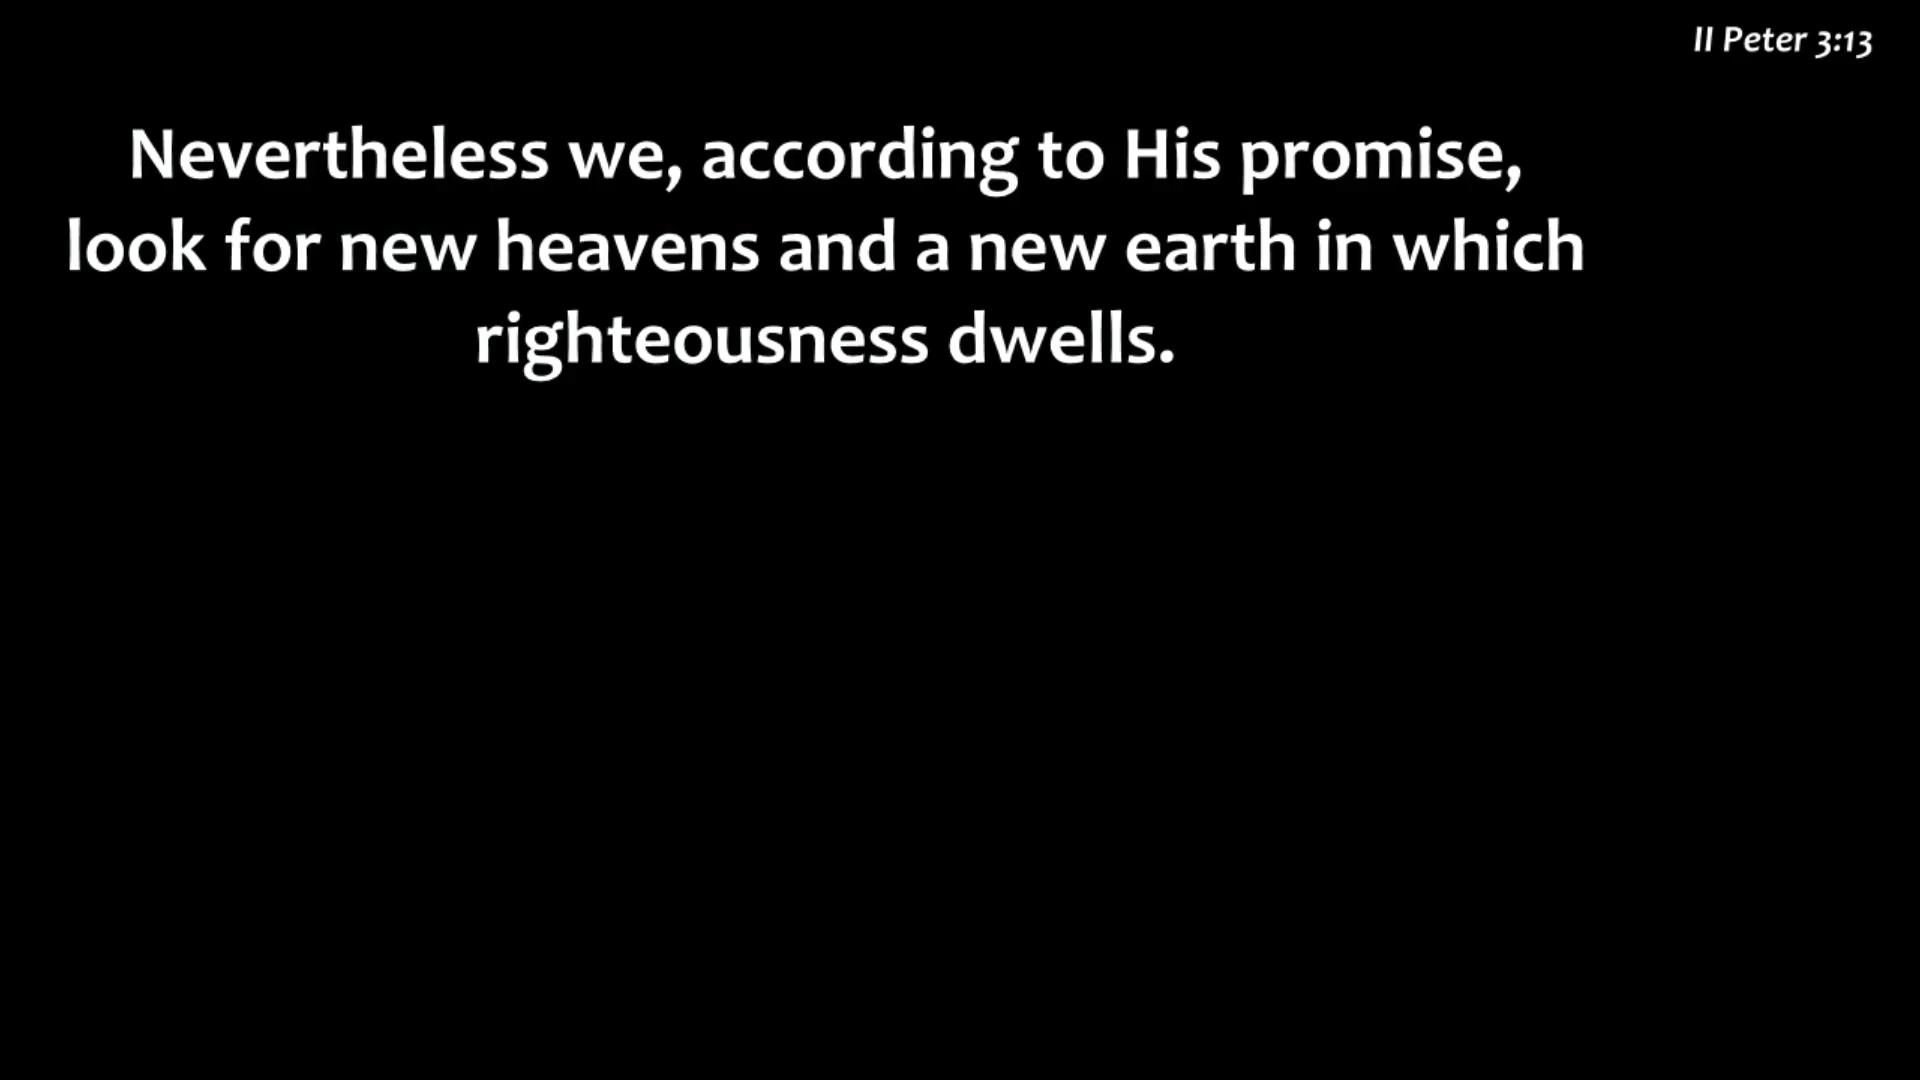 II Peter 3:13
Nevertheless we, according to His promise,
look for new heavens and a new earth in which
righteousness dwells.